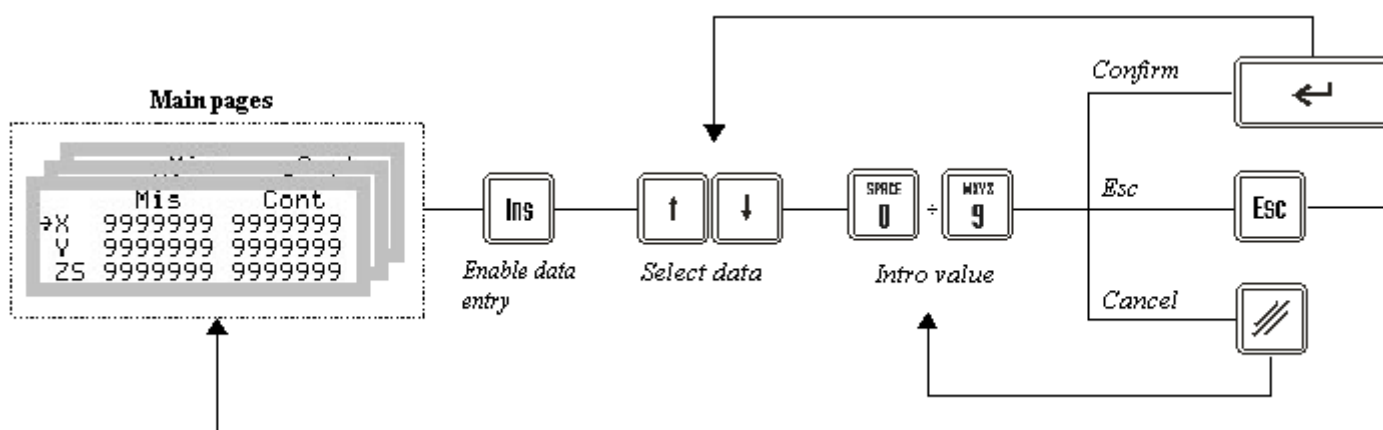 Main pages
Mis Cont
→X 9999999 9999999
Y 9999999 9999999
ZS 9999999 9999999
Ins
Enable data
entry
↑ ↓
Select data
SPACE
0
÷
WXYZ
9
Intro value
Confirm
↵
Esc
Esc
Cancel